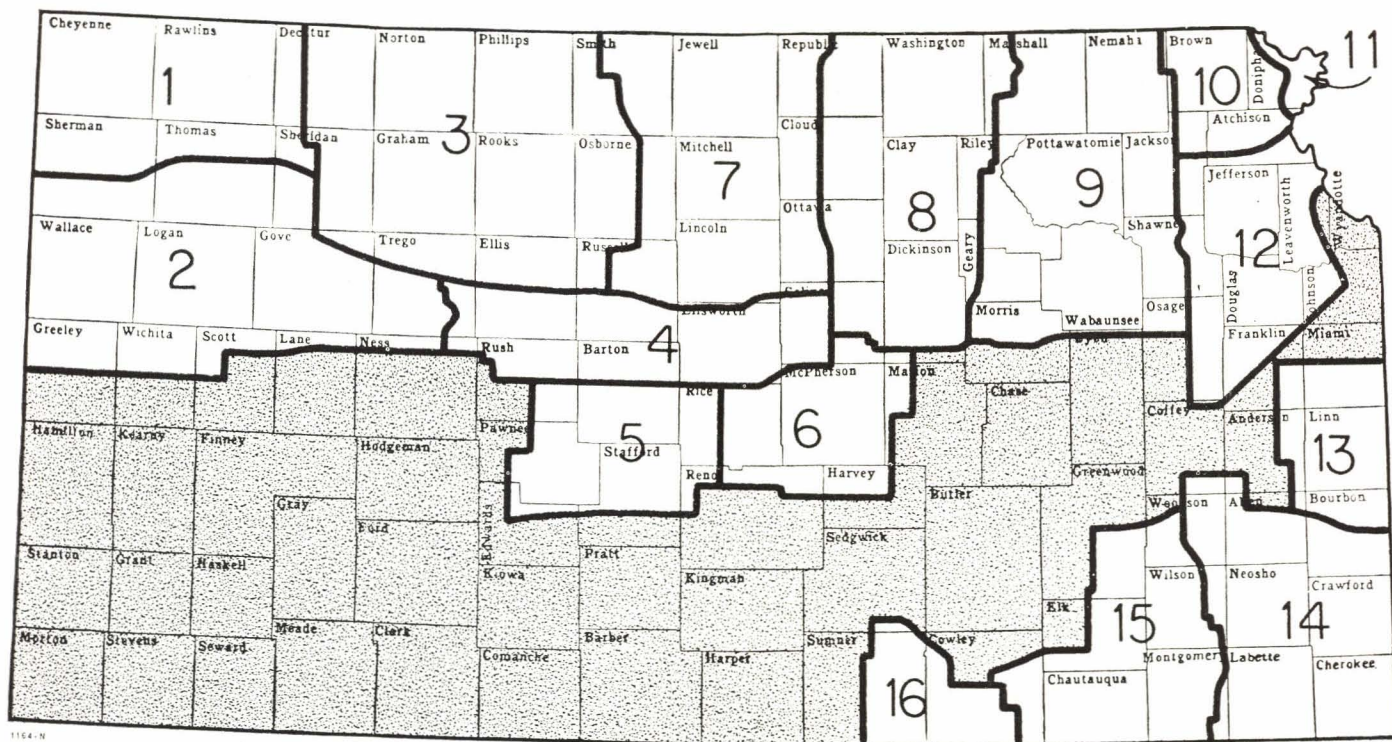 Cheyenne Rawlins Decatur Norton Phillips Smith Jewell Republic Washington Marshall Nemaha Brown Doniphan 11
1 3 7 8 9 10
Sherman Thomas Sheridan Graham Rooks Osborne Mitchell Cloud Clay Riley Pottawatomie Jackson Atchison
Jefferson Leavenworth Wyandotte
Wallace Logan Gove Trego Ellis Russell Lincoln Ottawa Dickinson Geary Shawne
2 12
Douglas Johnson
Greeley Wichita Scott Lane Ness Rush Barton 4 Ellsworth Morris Wabaunsee Osage Franklin Miami
Pawnee Rice McPherson Marion Chase Lyon Coffey Anderson Linn
5 6 13
Hamilton Kearny Finney Hodgeman Stafford Reno Harvey Butler Greenwood Woodson Allen Bourbon
Gray Ford Edwards Pratt Sedgwick
Stanton Grant Haskell Kiowa Kingman Elk Wilson Neosho Crawford
15 14
Morton Stevens Seward Meade Clark Comanche Barber Harper Sumner Cowley Chautauqua Montgomery Labette Cherokee
16
1164-N